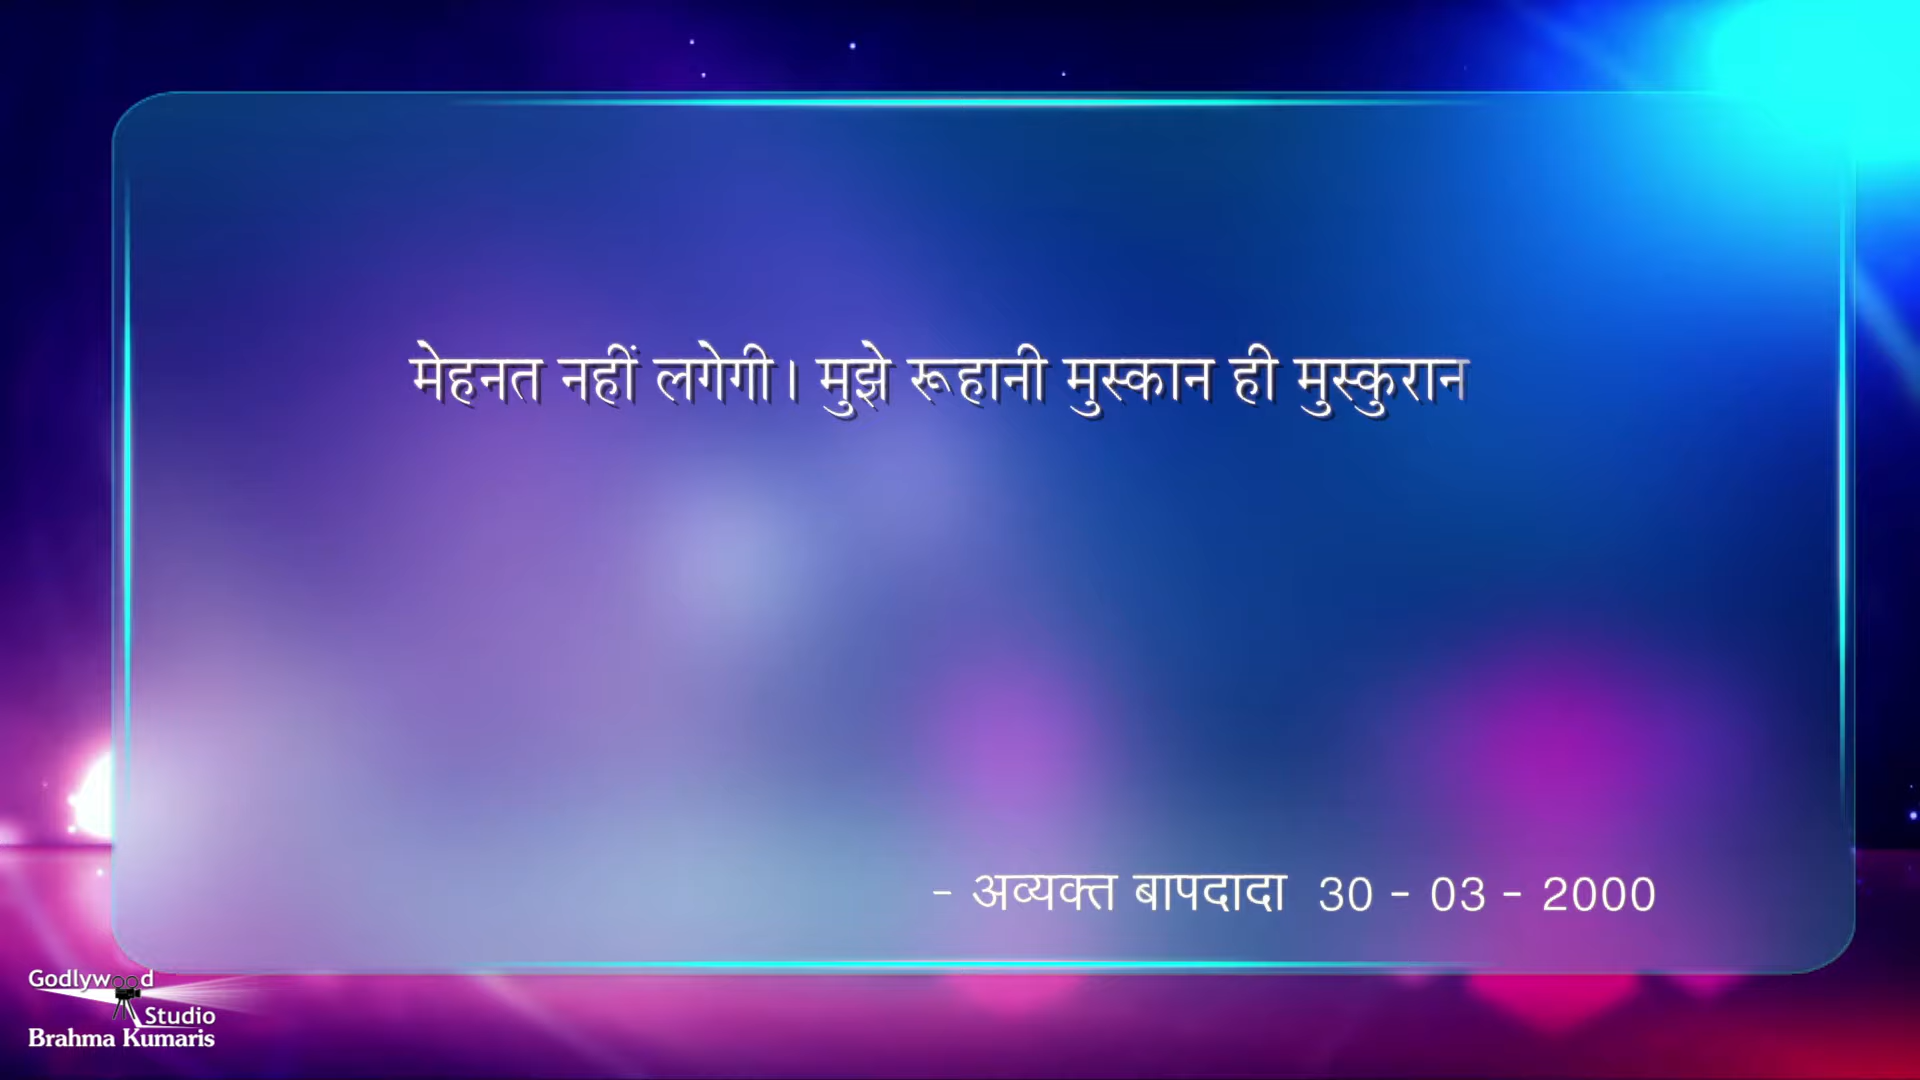 मेहनत नहीं लगेगी। मुझे रूहानी मुस्कान ही मुस्कुरान
- अव्यक्त बापदादा 30 - 03 - 2000
Godlywood
Studio
Brahma Kumaris